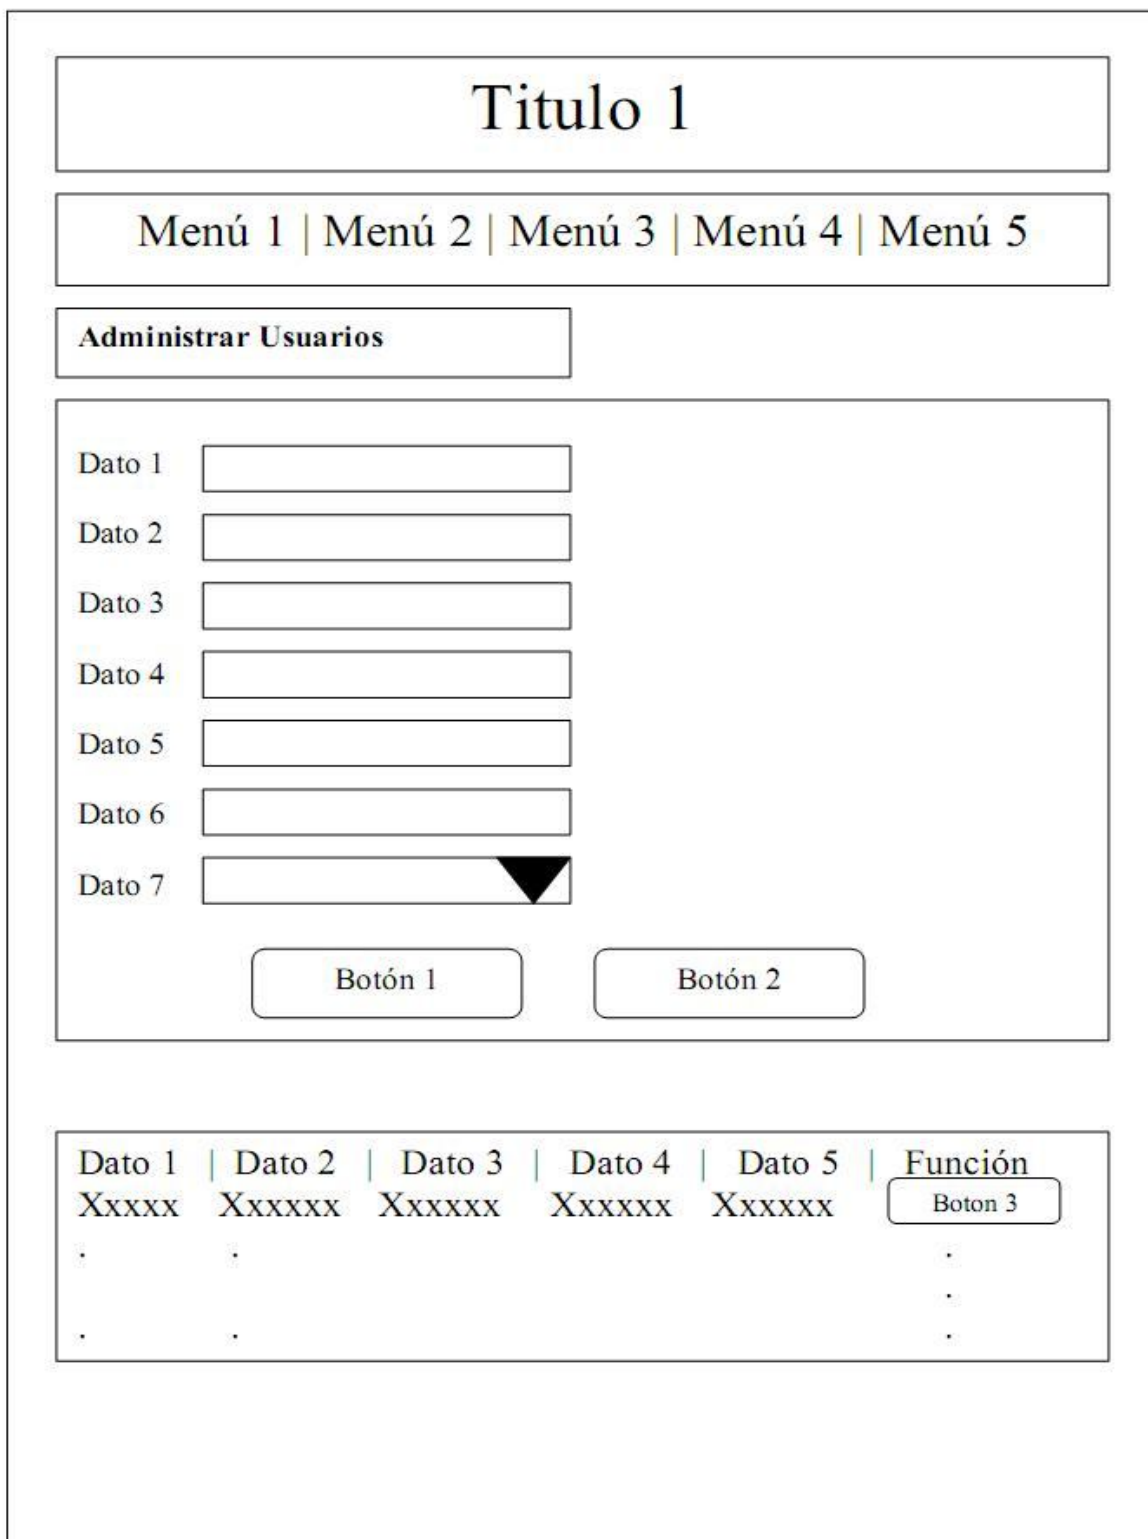 Titulo 1
Menú 1 | Menú 2 | Menú 3 | Menú 4 | Menú 5
Administrar Usuarios
Dato 1
Dato 2
Dato 3
Dato 4
Dato 5
Dato 6
Dato 7
Botón 1 Botón 2
Dato 1 | Dato 2 | Dato 3 | Dato 4 | Dato 5 | Función
Xxxxx Xxxxxx Xxxxxx Xxxxxx Xxxxxx Boton 3
. . .
.
. . .